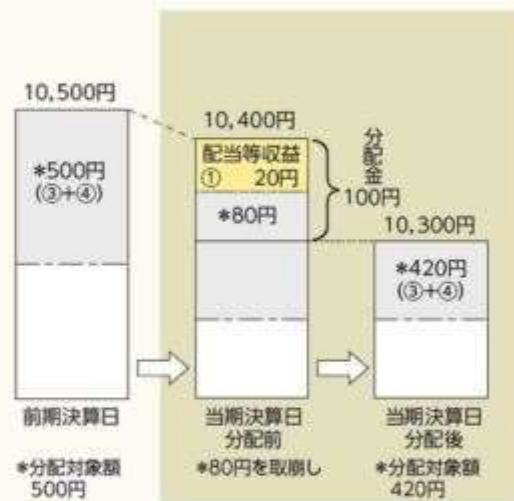 10,500円
*500円
(③+④)
前期決算日
*分配対象額
500円
10,400円
配当等収益
① 20円
*80円
分配金
100円
当期決算日
分配前
*80円を取崩し
10,300円
*420円
(③+④)
当期決算日
分配後
*分配対象額
420円